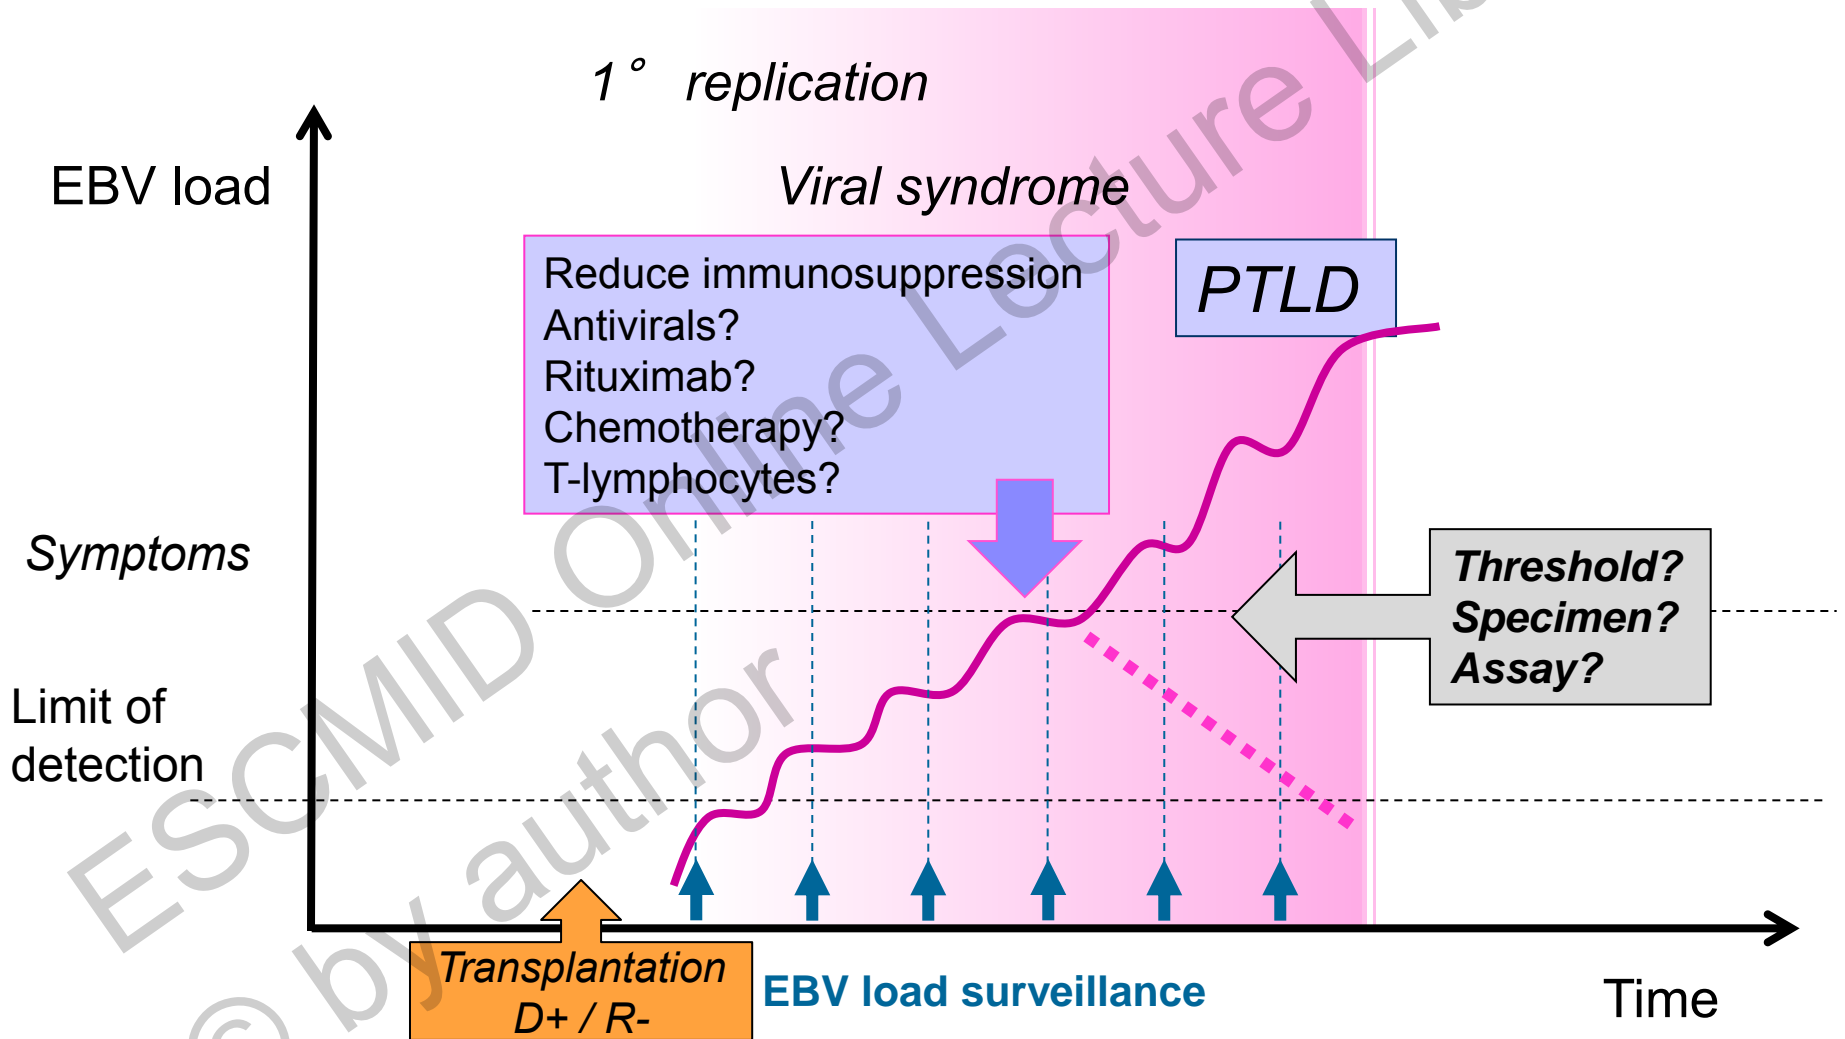 1° replication
EBV load
Viral syndrome
Reduce immunosuppression
Antivirals?
Rituximab?
Chemotherapy?
T-lymphocytes?
PTLD
Symptoms
Threshold?
Specimen?
Assay?
Limit of
detection
Transplantation
D+ / R-
EBV load surveillance
Time
ESCMID Online Lecture Lib
© by author